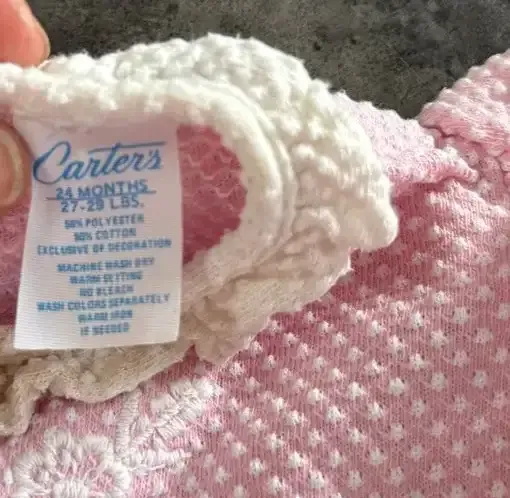 Carter's
24 MONTHS
27-29 LBS.
50% POLYESTER
50% COTTON
EXCLUSIVE OF DECORATION
MACHINE WASH DRY
WARM SETTING
NO BLEACH
WASH COLORS SEPARATELY
WARM IRON
IF NEEDED